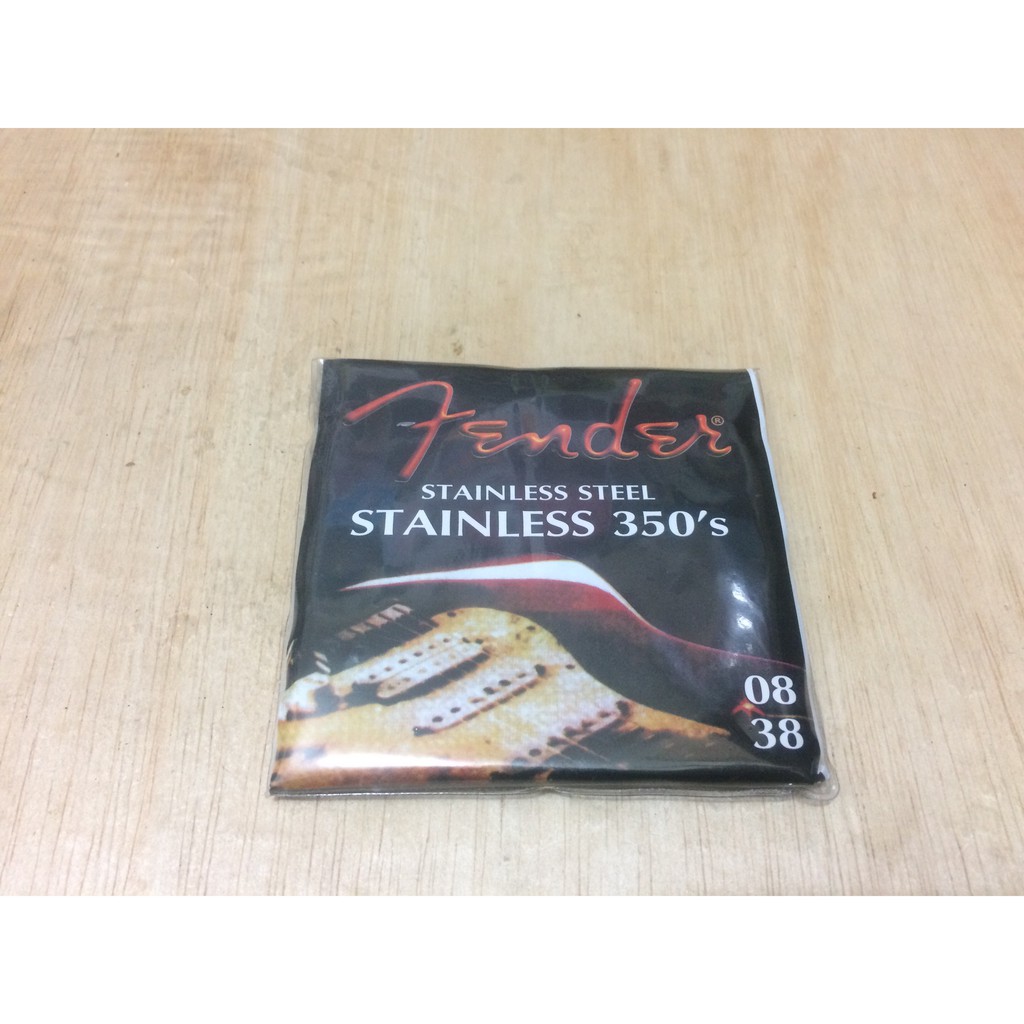 Fender®
STAINLESS STEEL
STAINLESS 350's
08
38